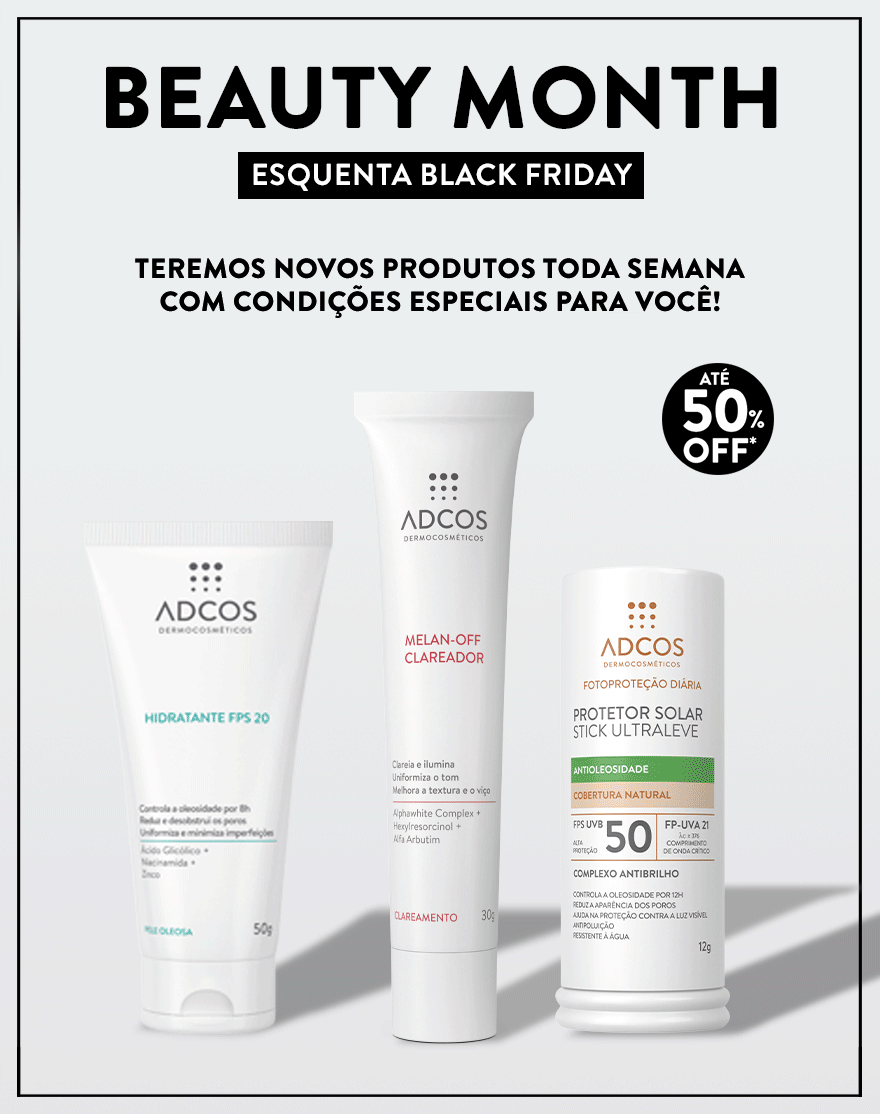 BEAUTY MONTH
ESQUENTA BLACK FRIDAY
TEREMOS NOVOS PRODUTOS TODA SEMANA
COM CONDIÇÕES ESPECIAIS PARA VOCÊ!
ATÉ
50%
OFF*
ADCOS
DERMOCOSMÉTICOS
HIDRATANTE FPS 20
Controla a oleosidade por 8h
Reduz e desobstrui os poros
Uniformiza e minimiza imperfeições
Ácido Glicólico +
Niacinamida +
Zinco
PELE OLEOSA
50g
ADCOS
DERMOCOSMÉTICOS
MELAN-OFF
CLAREADOR
Clareia e ilumina
Uniformiza o tom
Melhora a textura e o viço
Alphawhite Complex +
Hexylresorcinol +
Alfa Arbutim
CLAREAMENTO
30g
ADCOS
DERMOCOSMÉTICOS
FOTOPROTEÇÃO DIÁRIA
PROTETOR SOLAR
STICK ULTRALEVE
ANTIOLEOSIDADE
COBERTURA NATURAL
FPS UVB
ALTA
PROTEÇÃO
50
FP-UVA 21
λc ≥ 376
COMPRIMENTO
DE ONDA CRÍTICO
COMPLEXO ANTIBRILHO
CONTROLA A OLEOSIDADE POR 12H
REDUZ A APARÊNCIA DOS POROS
AJUDA NA PROTEÇÃO CONTRA A LUZ VISÍVEL
ANTIPOLUIÇÃO
RESISTENTE À ÁGUA
12g